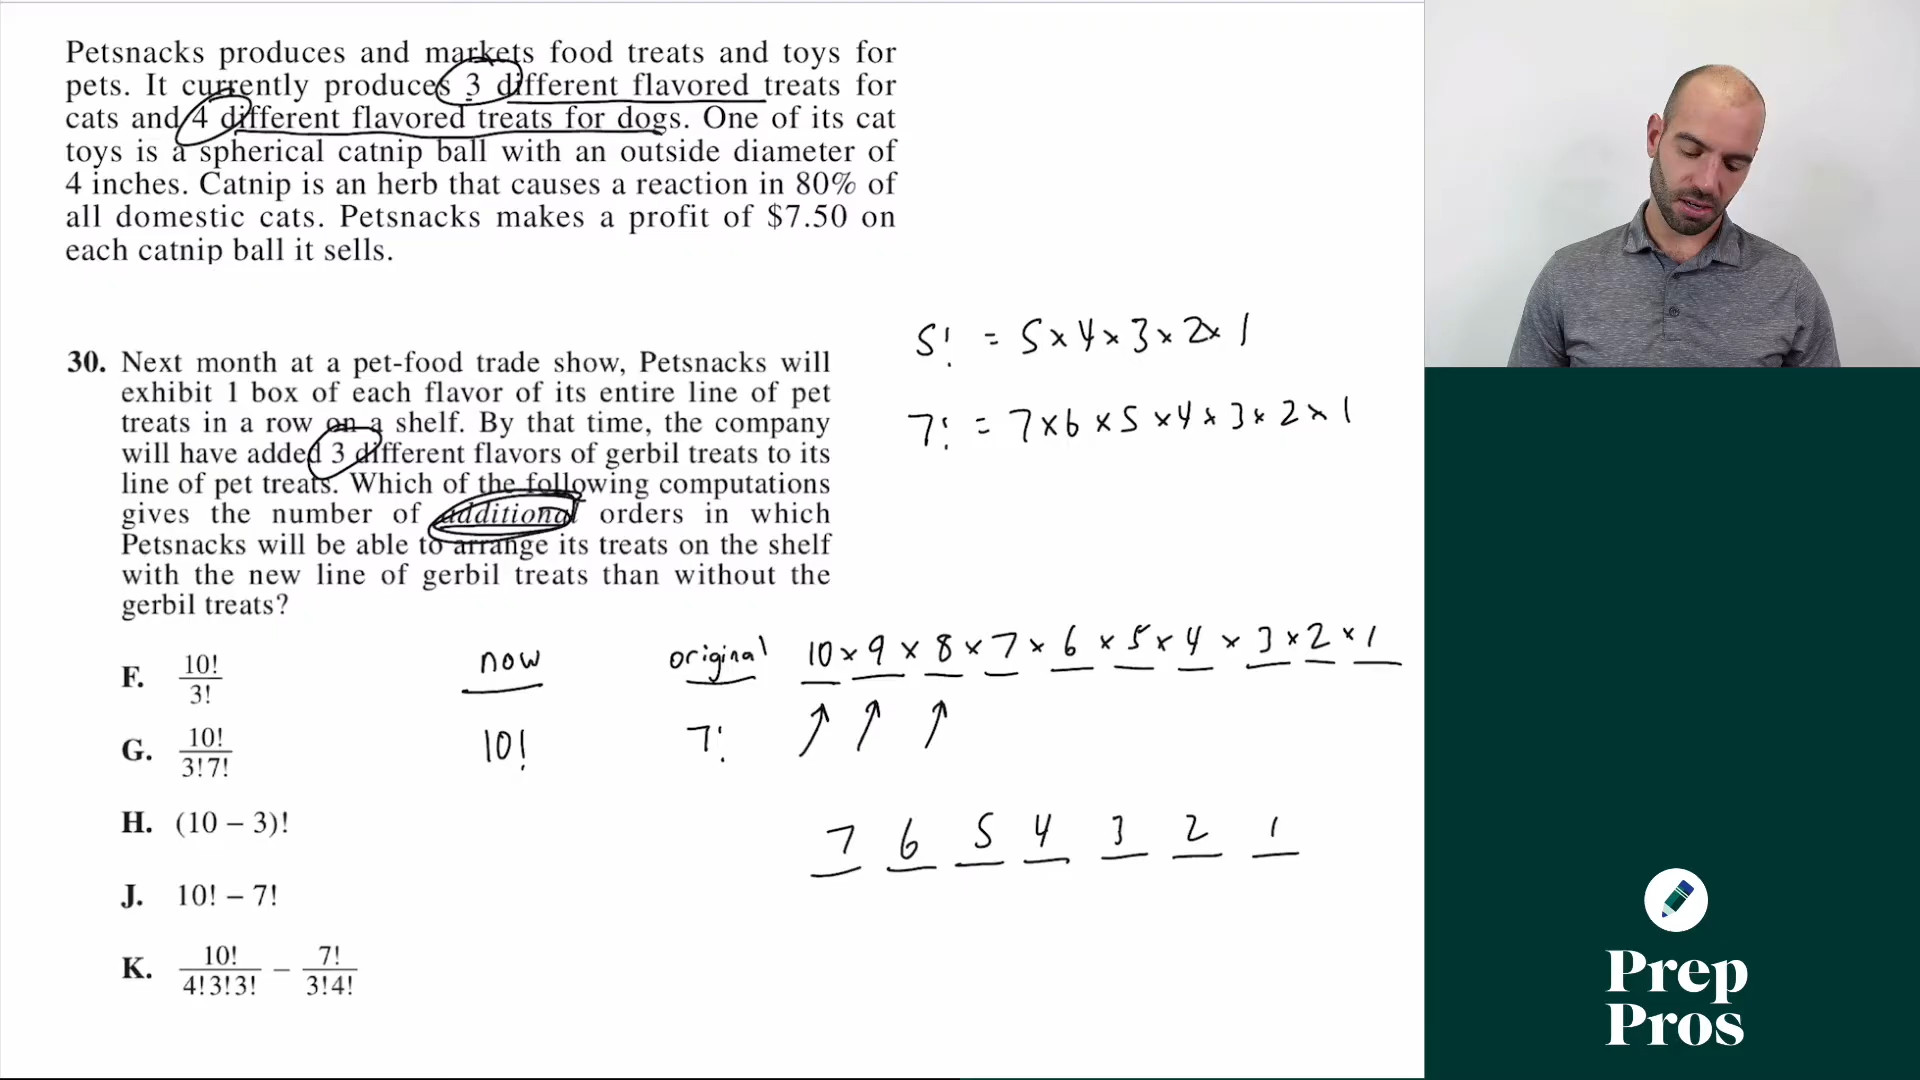 Petsnacks produces and markets food treats and toys for
pets. It currently produces 3 different flavored treats for
cats and 4 different flavored treats for dogs. One of its cat
toys is a spherical catnip ball with an outside diameter of
4 inches. Catnip is an herb that causes a reaction in 80% of
all domestic cats. Petsnacks makes a profit of $7.50 on
each catnip ball it sells.
30. Next month at a pet-food trade show, Petsnacks will
exhibit 1 box of each flavor of its entire line of pet
treats in a row on a shelf. By that time, the company
will have added 3 different flavors of gerbil treats to its
line of pet treats. Which of the following computations
gives the number of additional orders in which
Petsnacks will be able to arrange its treats on the shelf
with the new line of gerbil treats than without the
gerbil treats?
F. 10!/3!
G. 10!/3!7!
H. (10 – 3)!
J. 10! – 7!
K. 10!/4!3!3! – 7!/3!4!
5! = 5 × 4 × 3 × 2 × 1
7! = 7 × 6 × 5 × 4 × 3 × 2 × 1
now original 10 × 9 × 8 × 7 × 6 × 5 × 4 × 3 × 2 × 1
10! 7!
7 6 5 4 3 2 1
Prep
Pros